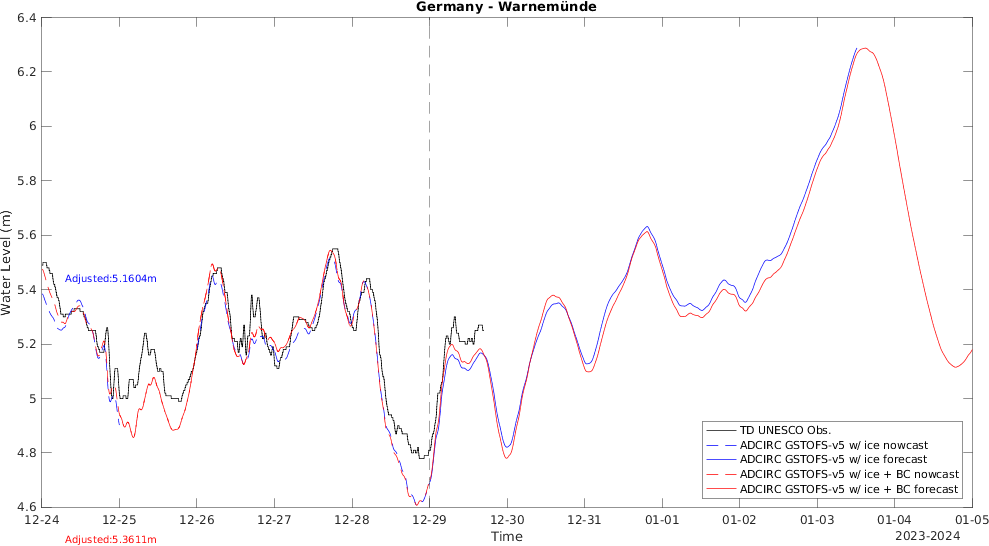 Germany - Warnemünde
6.4
6.2
6
5.8
5.6
5.4
5.2
5
4.8
4.6
Water Level (m)
Adjusted:5.1604m
TD UNESCO Obs.
ADCIRC GSTOFS-v5 w/ ice nowcast
ADCIRC GSTOFS-v5 w/ ice forecast
ADCIRC GSTOFS-v5 w/ ice + BC nowcast
ADCIRC GSTOFS-v5 w/ ice + BC forecast
12-24 12-25 12-26 12-27 12-28 12-29 12-30 12-31 01-01 01-02 01-03 01-04 01-05
Time
2023-2024
Adjusted:5.3611m